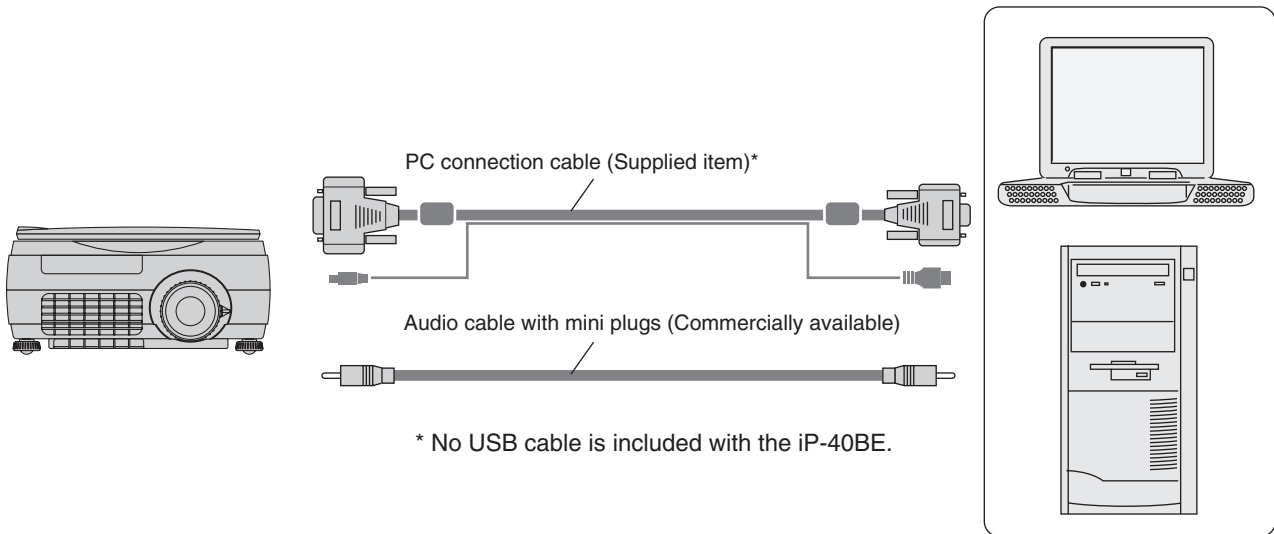 PC connection cable (Supplied item)*
Audio cable with mini plugs (Commercially available)
* No USB cable is included with the iP-40BE.